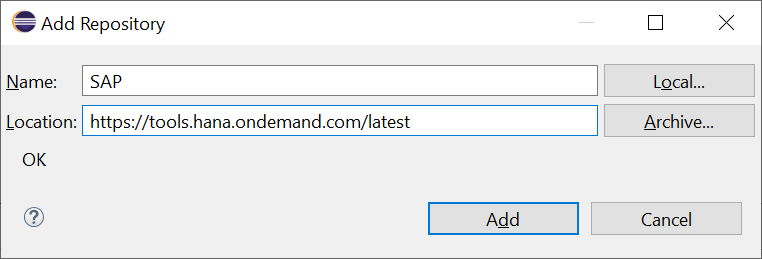 Add Repository
Name: SAP Local...
Location: https://tools.hana.ondemand.com/latest Archive...
OK
? Add Cancel